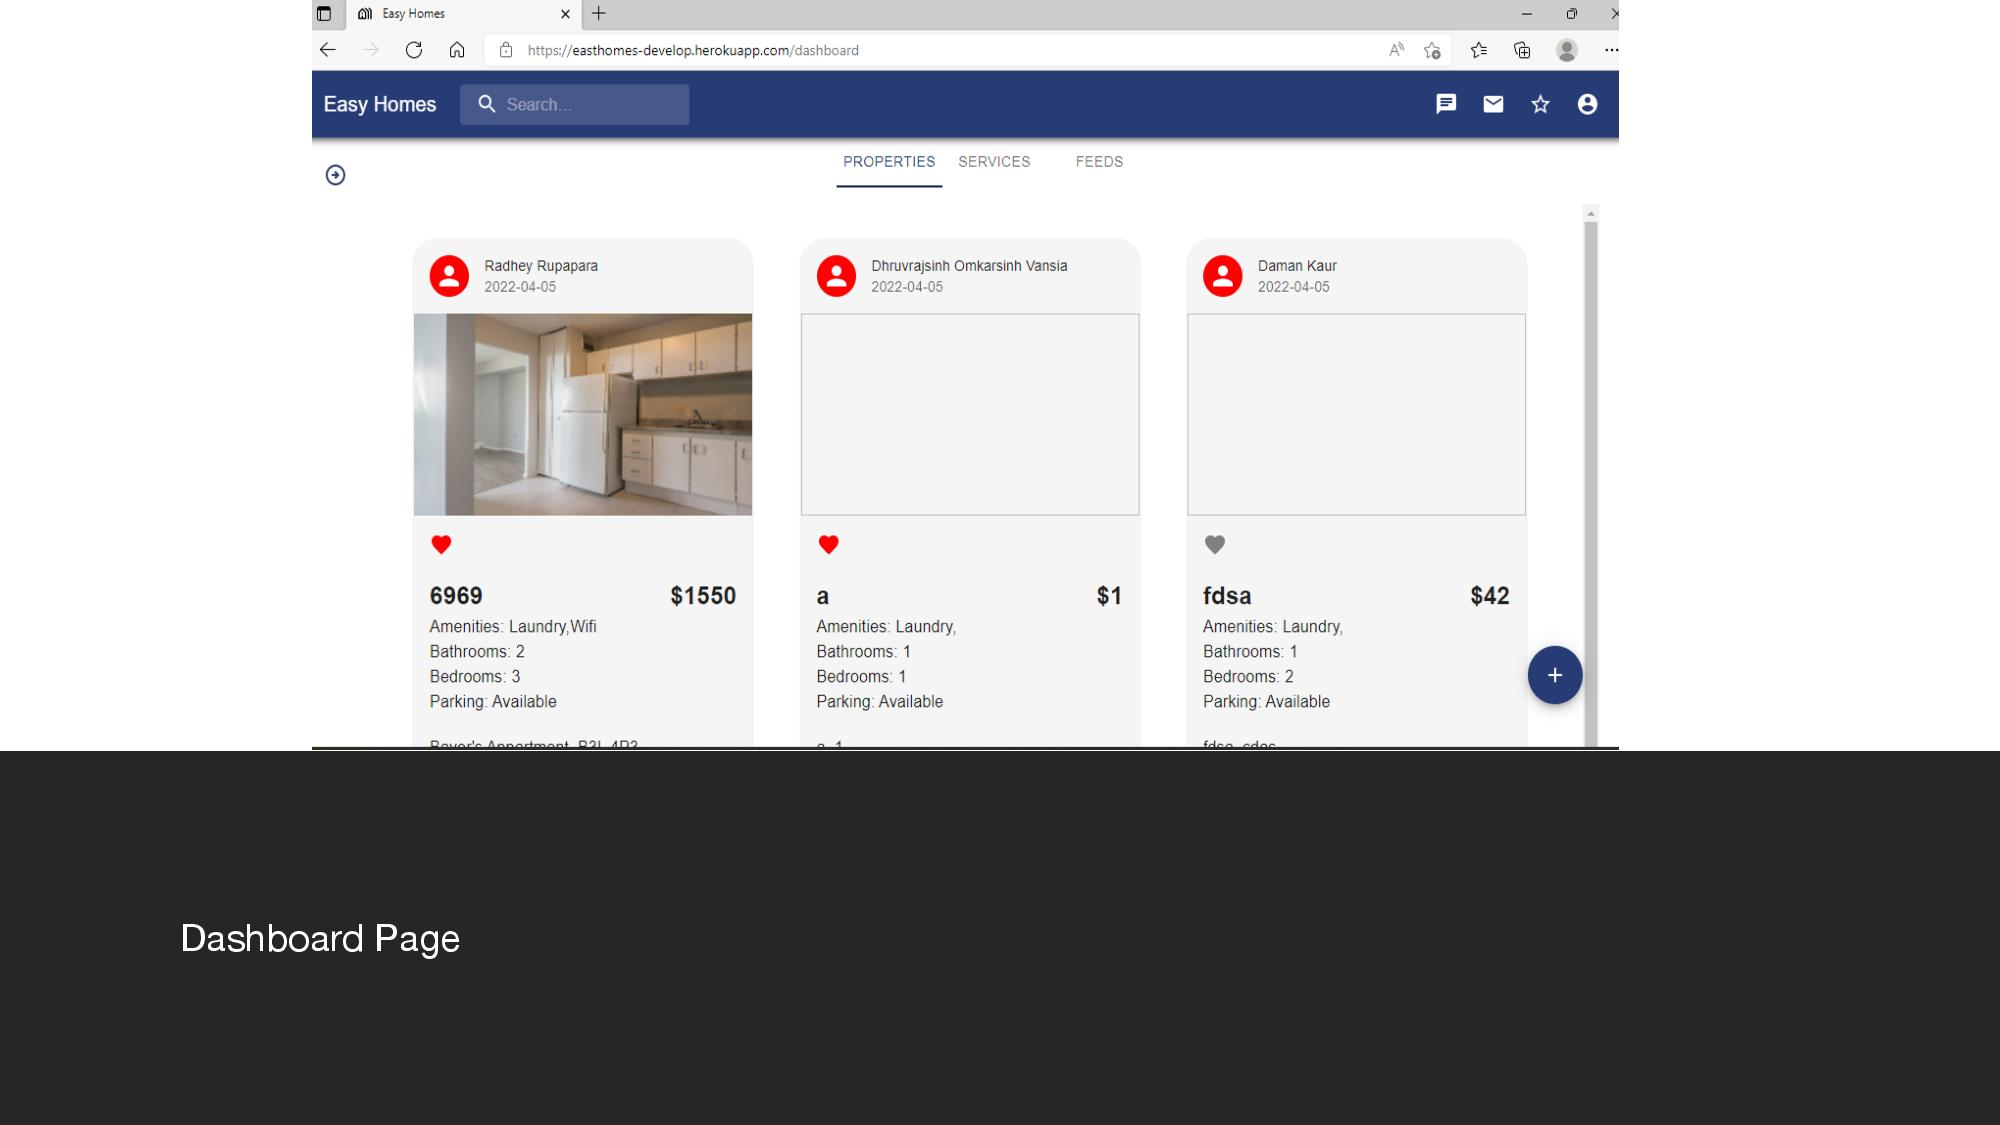 Easy Homes
https://easthomes-develop.herokuapp.com/dashboard
Easy Homes
Search...
PROPERTIES SERVICES FEEDS
Radhey Rupapara
2022-04-05
6969 $1550
Amenities: Laundry,Wifi
Bathrooms: 2
Bedrooms: 3
Parking: Available
Dhruvrajsinh Omkarsinh Vansia
2022-04-05
a $1
Amenities: Laundry,
Bathrooms: 1
Bedrooms: 1
Parking: Available
Daman Kaur
2022-04-05
fdsa $42
Amenities: Laundry,
Bathrooms: 1
Bedrooms: 2
Parking: Available
Dashboard Page